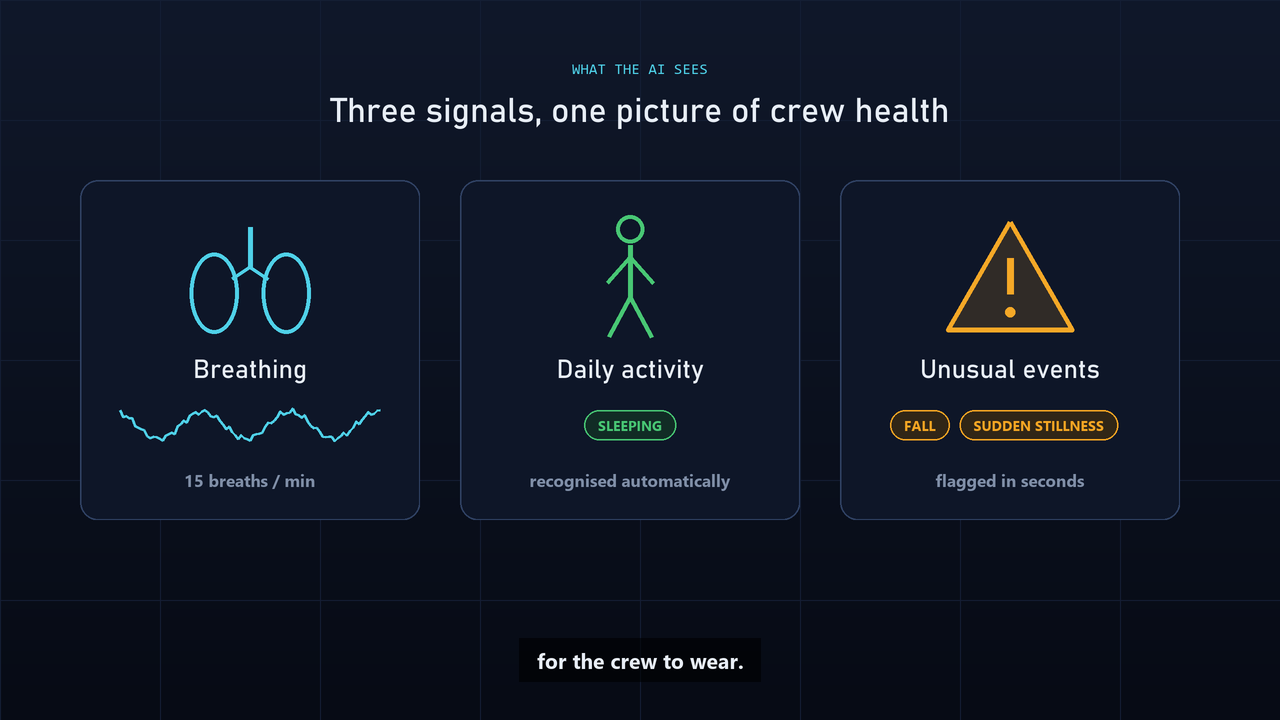 WHAT THE AI SEES
Three signals, one picture of crew health
Breathing
15 breaths / min
Daily activity
SLEEPING
recognised automatically
Unusual events
FALL
SUDDEN STILLNESS
flagged in seconds
for the crew to wear.